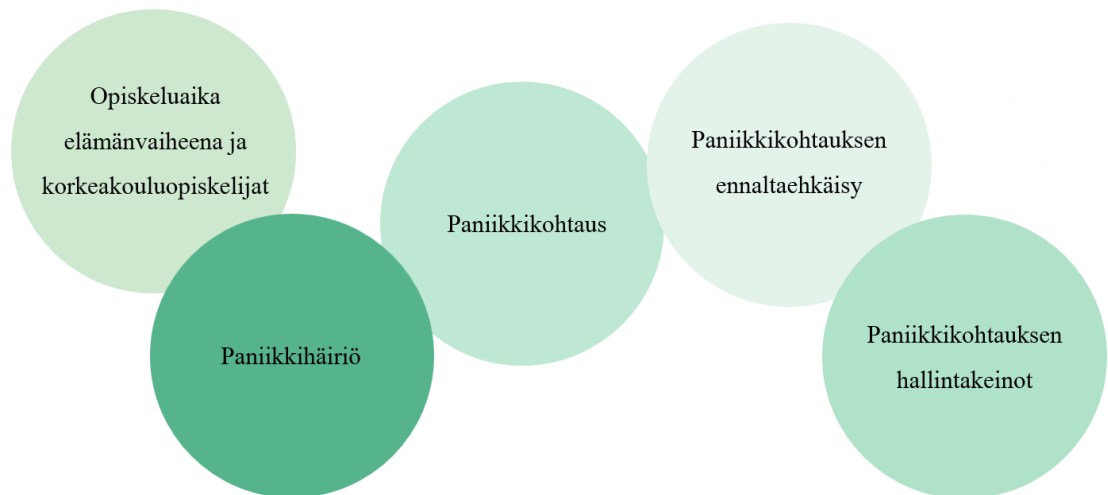 Opiskeluaika
elämänvaiheena ja
korkeakouluopiskelijat
Paniikkihäiriö
Paniikkikohtaus
Paniikkikohtauksen
ennaltaehkäisy
Paniikkikohtauksen
hallintakeinot